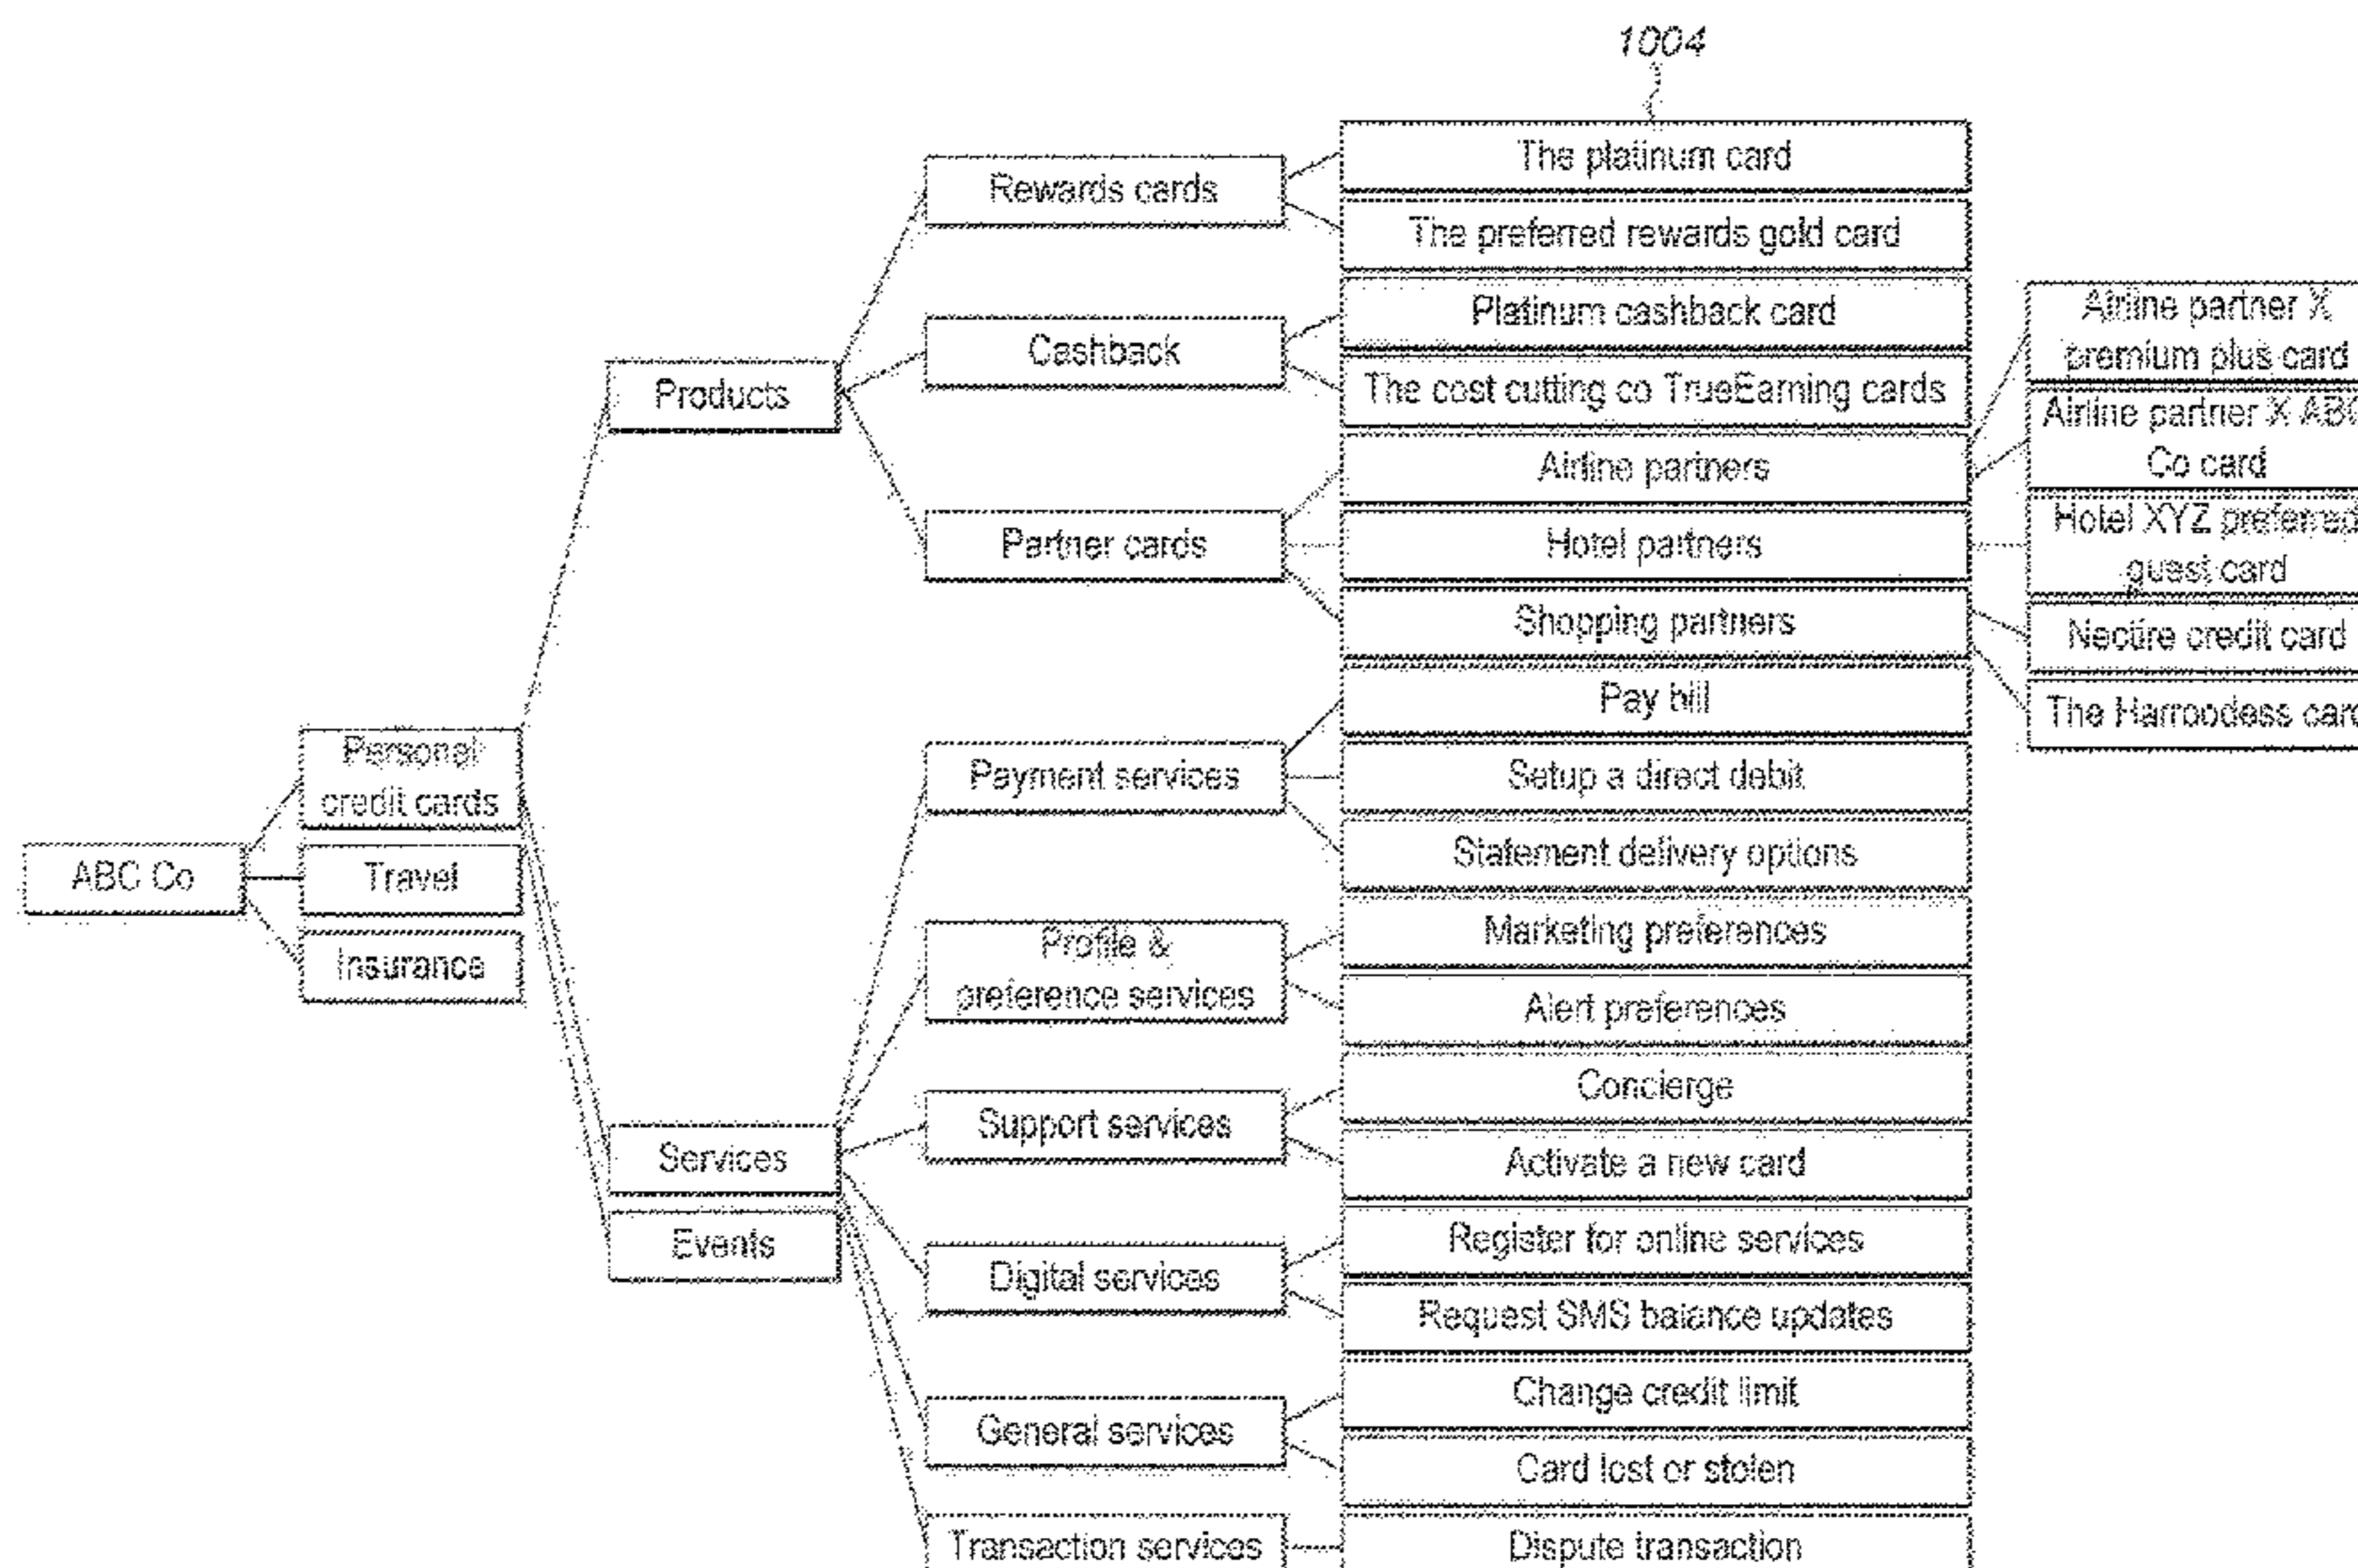 1004
The platinum card
Rewards cards
The preferred rewards gold card
Platinum cashback card
Cashback
The cost cutting co TrueEarning cards
Products
Airline partners
Partner cards
Hotel partners
Shopping partners
Airline partner X
premium plus card
Airline partner X ABC
Co card
Hotel XYZ preferred
guest card
Nectire credit card
The Harroodess card
Pay bill
Payment services
Setup a direct debit
Statement delivery options
Personal
credit cards
ABC Co
Travel
Insurance
Profile &
preference services
Marketing preferences
Alert preferences
Services
Events
Support services
Concierge
Activate a new card
Digital services
Register for online services
Request SMS balance updates
General services
Change credit limit
Card lost or stolen
Transaction services
Dispute transaction